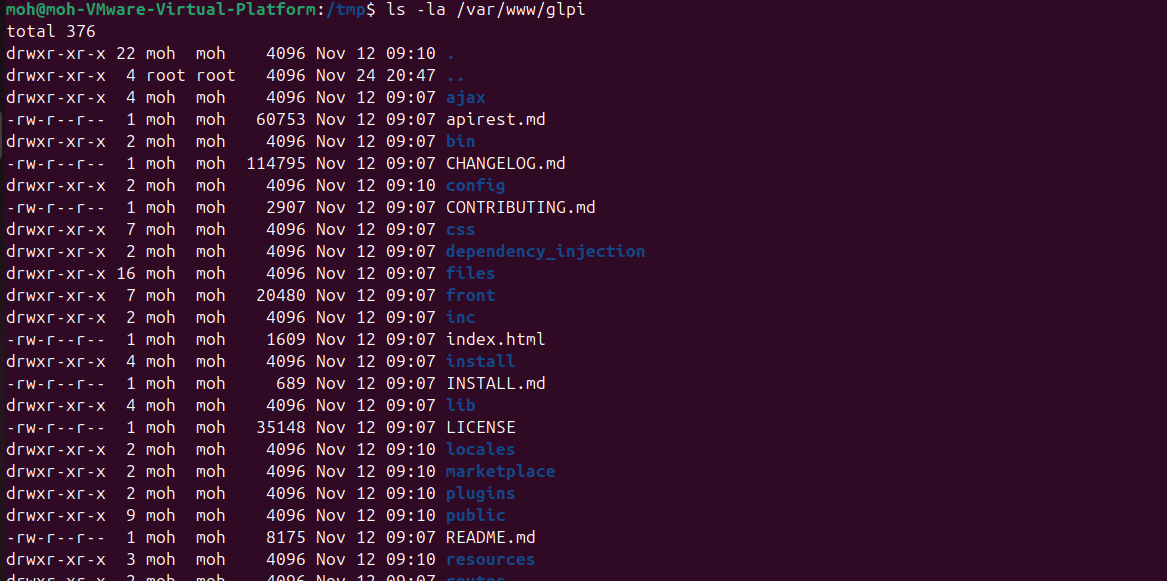 moh@moh-VMware-Virtual-Platform:/tmp$ ls -la /var/www/glpi
total 376
drwxr-xr-x 22 moh  moh    4096 Nov 12 09:10 .
drwxr-xr-x  4 root root   4096 Nov 24 20:47 ..
drwxr-xr-x  4 moh  moh    4096 Nov 12 09:07 ajax
-rw-r--r--  1 moh  moh   60753 Nov 12 09:07 apirest.md
drwxr-xr-x  2 moh  moh    4096 Nov 12 09:07 bin
-rw-r--r--  1 moh  moh  114795 Nov 12 09:07 CHANGELOG.md
drwxr-xr-x  2 moh  moh    4096 Nov 12 09:10 config
-rw-r--r--  1 moh  moh    2907 Nov 12 09:07 CONTRIBUTING.md
drwxr-xr-x  7 moh  moh    4096 Nov 12 09:07 css
drwxr-xr-x  2 moh  moh    4096 Nov 12 09:07 dependency_injection
drwxr-xr-x 16 moh  moh    4096 Nov 12 09:07 files
drwxr-xr-x  7 moh  moh   20480 Nov 12 09:07 front
drwxr-xr-x  2 moh  moh    4096 Nov 12 09:07 inc
-rw-r--r--  1 moh  moh    1609 Nov 12 09:07 index.html
drwxr-xr-x  4 moh  moh    4096 Nov 12 09:07 install
-rw-r--r--  1 moh  moh     689 Nov 12 09:07 INSTALL.md
drwxr-xr-x  4 moh  moh    4096 Nov 12 09:07 lib
-rw-r--r--  1 moh  moh   35148 Nov 12 09:07 LICENSE
drwxr-xr-x  2 moh  moh    4096 Nov 12 09:10 locales
drwxr-xr-x  2 moh  moh    4096 Nov 12 09:10 marketplace
drwxr-xr-x  2 moh  moh    4096 Nov 12 09:10 plugins
drwxr-xr-x  9 moh  moh    4096 Nov 12 09:10 public
-rw-r--r--  1 moh  moh    8175 Nov 12 09:07 README.md
drwxr-xr-x  3 moh  moh    4096 Nov 12 09:10 resources
drwxr-xr-x  2 moh  moh    4096 Nov 12 09:07 routes